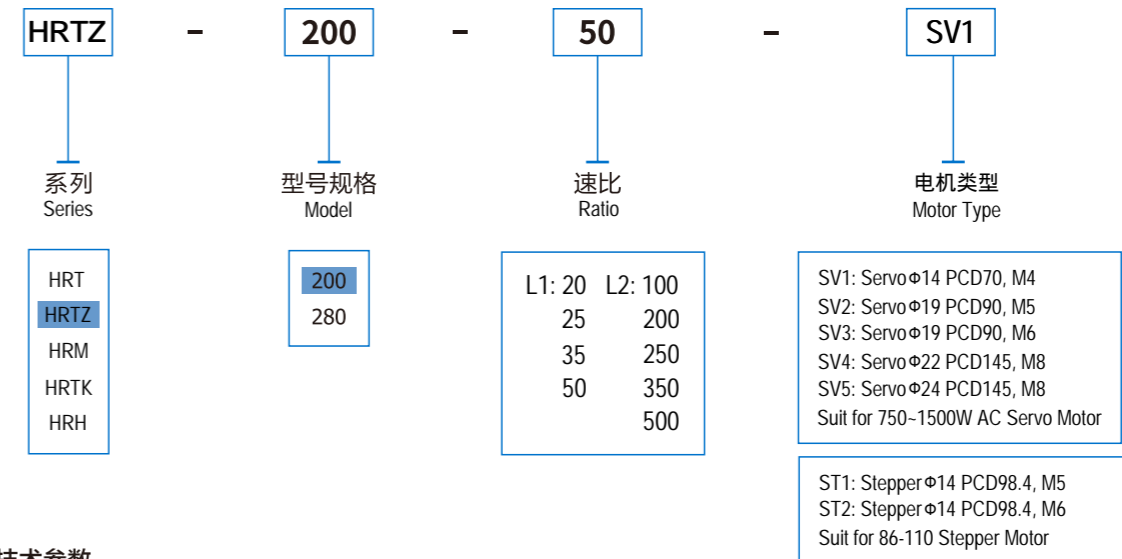 HRTZ - 200 - 50 - SV1
系列
Series
型号规格
Model
速比
Ratio
电机类型
Motor Type
HRT
HRTZ
HRM
HRTK
HRH
200
280
L1: 20 L2: 100
25 200
35 250
50 350
500
SV1: ServoΦ14 PCD70, M4
SV2: ServoΦ19 PCD90, M5
SV3: ServoΦ19 PCD90, M6
SV4: ServoΦ22 PCD145, M8
SV5: ServoΦ24 PCD145, M8
Suit for 750~1500W AC Servo Motor
ST1: StepperΦ14 PCD98.4, M5
ST2: StepperΦ14 PCD98.4, M6
Suit for 86-110 Stepper Motor
技术参数